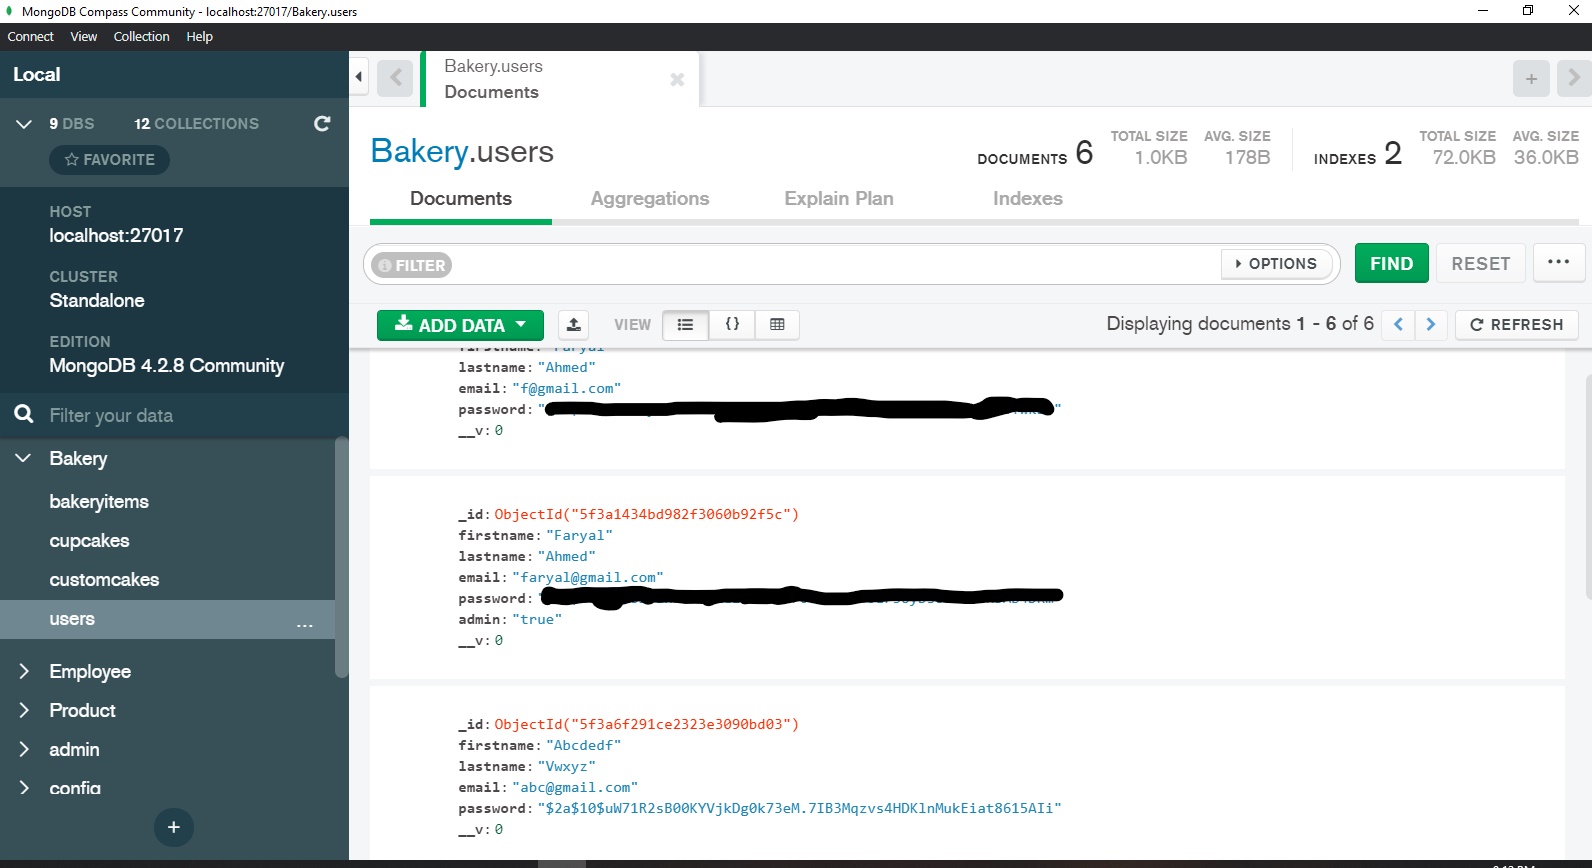 MongoDB Compass Community - localhost:27017/Bakery.users
Connect View Collection Help
Local
9 DBS 12 COLLECTIONS
FAVORITE
HOST
localhost:27017
CLUSTER
Standalone
EDITION
MongoDB 4.2.8 Community
Filter your data
Bakery
bakeryitems
cupcakes
customcakes
users ...
Employee
Product
admin
config
+
Bakery.users
Documents
+
Bakery.users
DOCUMENTS 6
TOTAL SIZE AVG. SIZE
1.0KB 178B
INDEXES 2
TOTAL SIZE AVG. SIZE
72.0KB 36.0KB
Documents Aggregations Explain Plan Indexes
FILTER
OPTIONS
FIND RESET ...
ADD DATA
VIEW
{}
Displaying documents 1 - 6 of 6
REFRESH
firstname: "Faryal"
lastname: "Ahmed"
email: "f@gmail.com"
password: " "
__v: 0
_id: ObjectId("5f3a1434bd982f3060b92f5c")
firstname: "Faryal"
lastname: "Ahmed"
email: "faryal@gmail.com"
password: "
admin: "true"
__v: 0
_id: ObjectId("5f3a6f291ce2323e3090bd03")
firstname: "Abcdedf"
lastname: "Vwxyz"
email: "abc@gmail.com"
password: "$2a$10$uW71R2sB00KYVjkDg0k73eM.7IB3Mqzvs4HDKlnMukEiat8615AIi"
__v: 0